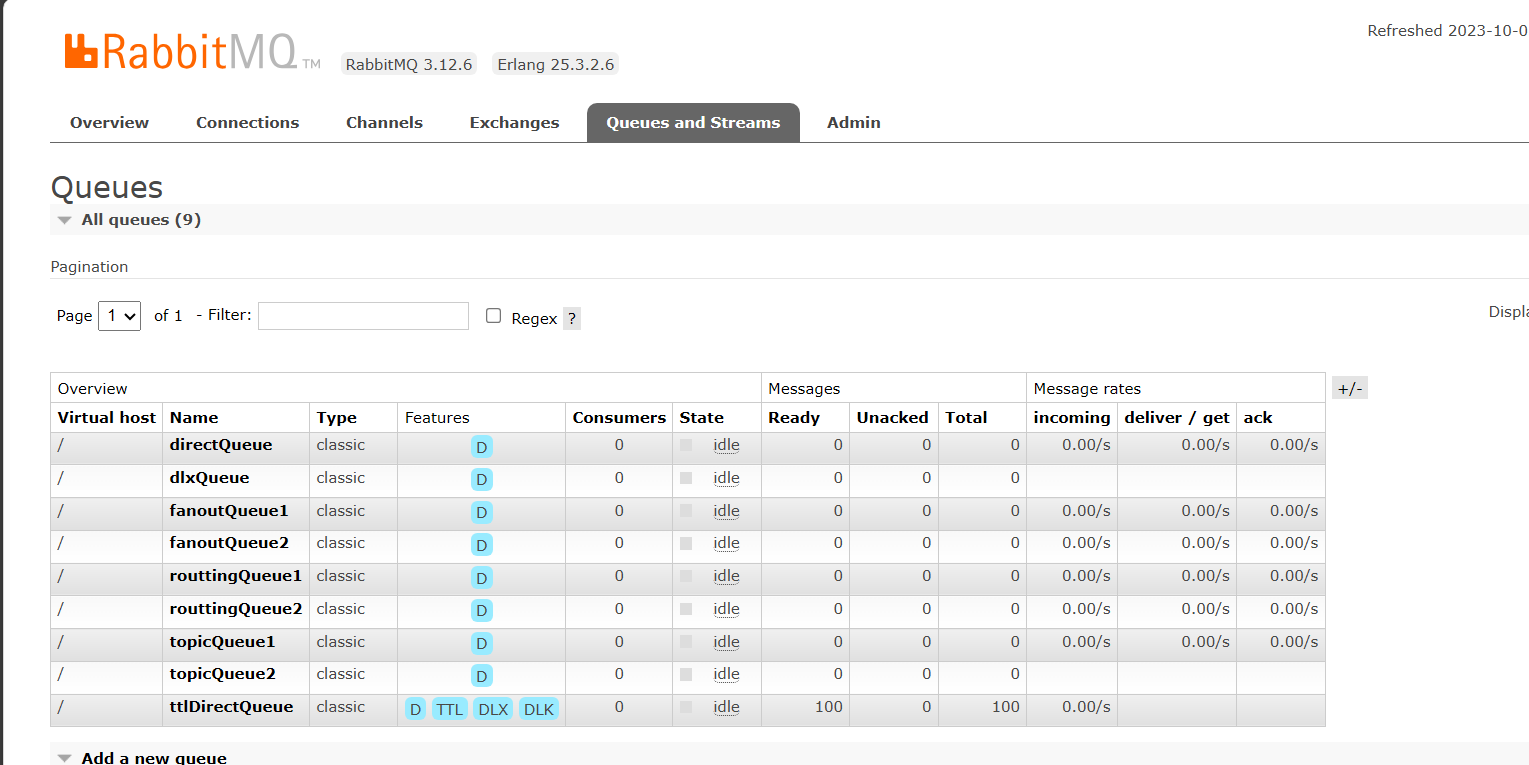 Refreshed 2023-10-0
RabbitMQ TM RabbitMQ 3.12.6 Erlang 25.3.2.6
Overview Connections Channels Exchanges Queues and Streams Admin
Queues
All queues (9)
Pagination
Page 1 of 1 - Filter: Regex ? Displa
Overview Messages Message rates +/-
Virtual host Name Type Features Consumers State Ready Unacked Total incoming deliver / get ack
/ directQueue classic D 0 idle 0 0 0 0.00/s 0.00/s 0.00/s
/ dlxQueue classic D 0 idle 0 0 0
/ fanoutQueue1 classic D 0 idle 0 0 0 0.00/s 0.00/s 0.00/s
/ fanoutQueue2 classic D 0 idle 0 0 0 0.00/s 0.00/s 0.00/s
/ routtingQueue1 classic D 0 idle 0 0 0 0.00/s 0.00/s 0.00/s
/ routtingQueue2 classic D 0 idle 0 0 0 0.00/s 0.00/s 0.00/s
/ topicQueue1 classic D 0 idle 0 0 0 0.00/s 0.00/s 0.00/s
/ topicQueue2 classic D 0 idle 0 0 0
/ ttlDirectQueue classic D TTL DLX DLK 0 idle 100 0 100 0.00/s
Add a new queue